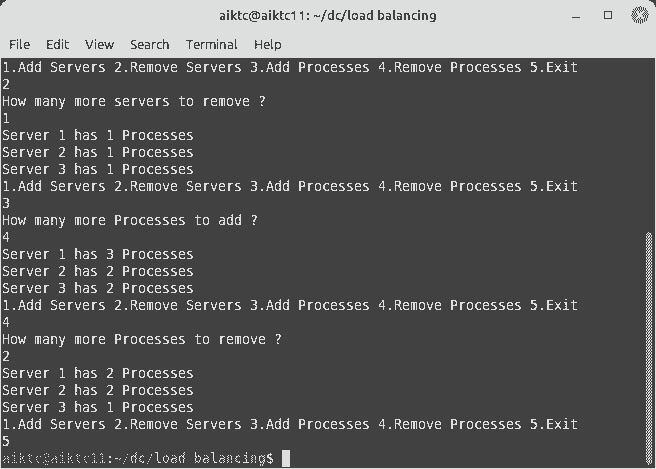 aiktc@aiktc11: ~/dc/load balancing
File Edit View Search Terminal Help
1.Add Servers 2.Remove Servers 3.Add Processes 4.Remove Processes 5.Exit
2
How many more servers to remove ?
1
Server 1 has 1 Processes
Server 2 has 1 Processes
Server 3 has 1 Processes
1.Add Servers 2.Remove Servers 3.Add Processes 4.Remove Processes 5.Exit
3
How many more Processes to add ?
4
Server 1 has 3 Processes
Server 2 has 2 Processes
Server 3 has 2 Processes
1.Add Servers 2.Remove Servers 3.Add Processes 4.Remove Processes 5.Exit
4
How many more Processes to remove ?
2
Server 1 has 2 Processes
Server 2 has 2 Processes
Server 3 has 1 Processes
1.Add Servers 2.Remove Servers 3.Add Processes 4.Remove Processes 5.Exit
5
aiktc@aiktc11:~/dc/load balancing$